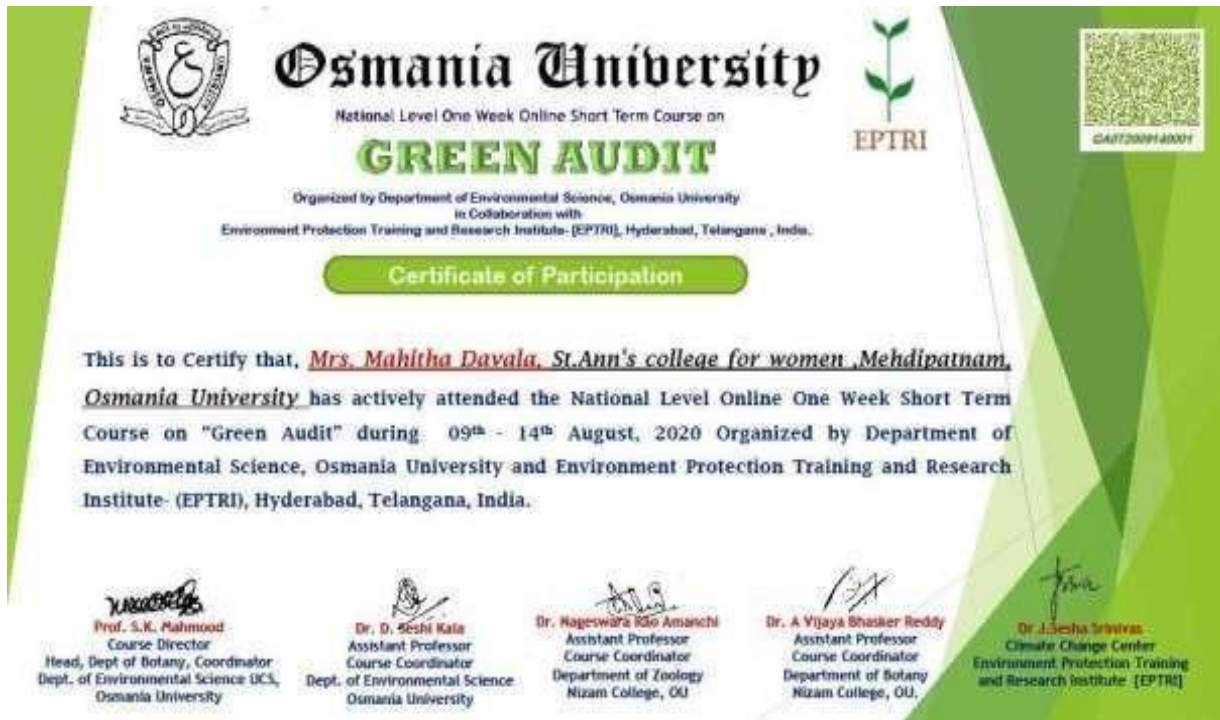 Osmania University
National Level One Week Online Short Term Course on
GREEN AUDIT
EPTRI
Organized by Department of Environmental Science, Osmania University
in Collaboration with
Environment Protection Training and Research Institute- [EPTRI], Hyderabad, Telangana , India.
Certificate of Participation
This is to Certify that, Mrs. Mahitha Davala, St.Ann's college for women ,Mehdipatnam,
Osmania University has actively attended the National Level Online One Week Short Term
Course on "Green Audit" during 09th - 14th August, 2020 Organized by Department of
Environmental Science, Osmania University and Environment Protection Training and Research
Institute- (EPTRI), Hyderabad, Telangana, India.
Prof. S.K. Mahmood
Course Director
Head, Dept of Botany, Coordinator
Dept. of Environmental Science UCS,
Osmania University
Dr. D. Seshi Kala
Assistant Professor
Course Coordinator
Dept. of Environmental Science
Osmania University
Dr. Nageswara Rao Amanchi
Assistant Professor
Course Coordinator
Department of Zoology
Nizam College, OU
Dr. A Vijaya Bhasker Reddy
Assistant Professor
Course Coordinator
Department of Botany
Nizam College, OU.
Dr J.Sesha Srinivas
Climate Change Center
Environment Protection Training
and Research Institute [EPTRI]